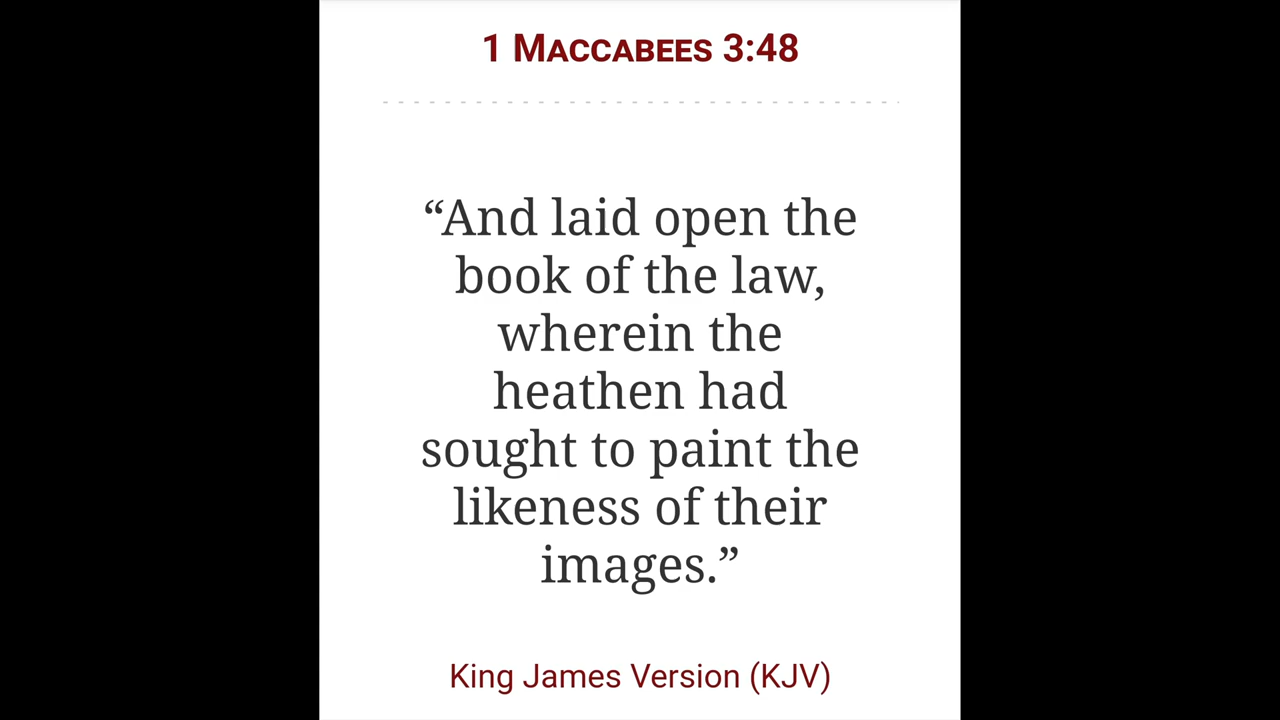 1 Maccabees 3:48
“And laid open the
book of the law,
wherein the
heathen had
sought to paint the
likeness of their
images.”
King James Version (KJV)